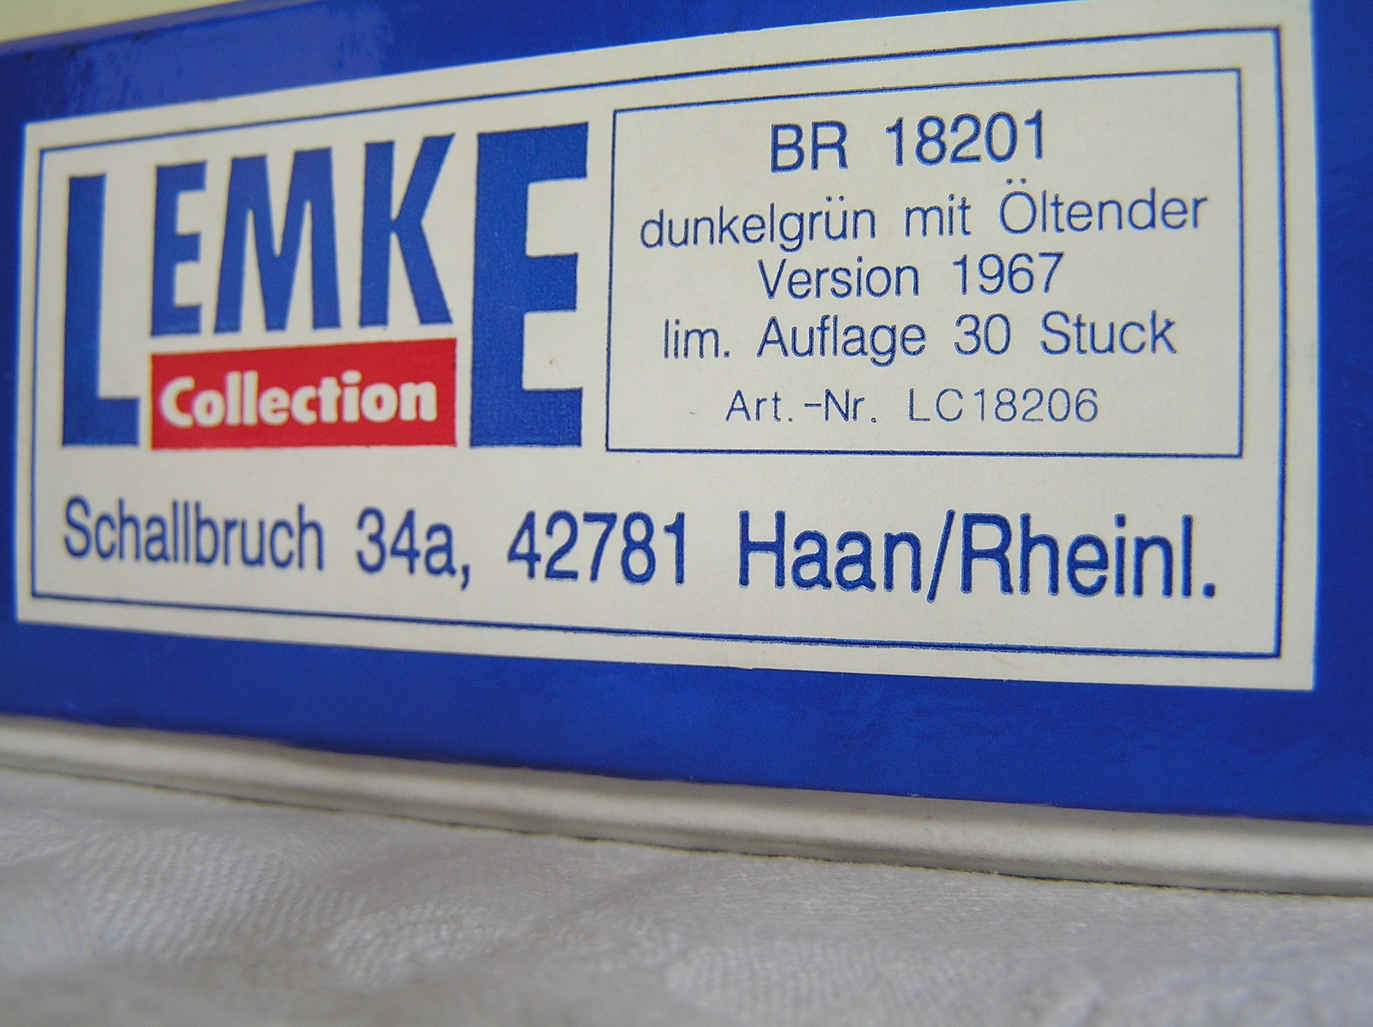 LEMKE
Collection
BR 18201
dunkelgrün mit Öltender
Version 1967
lim. Auflage 30 Stuck
Art.-Nr. LC18206
Schallbruch 34a, 42781 Haan/Rheinl.